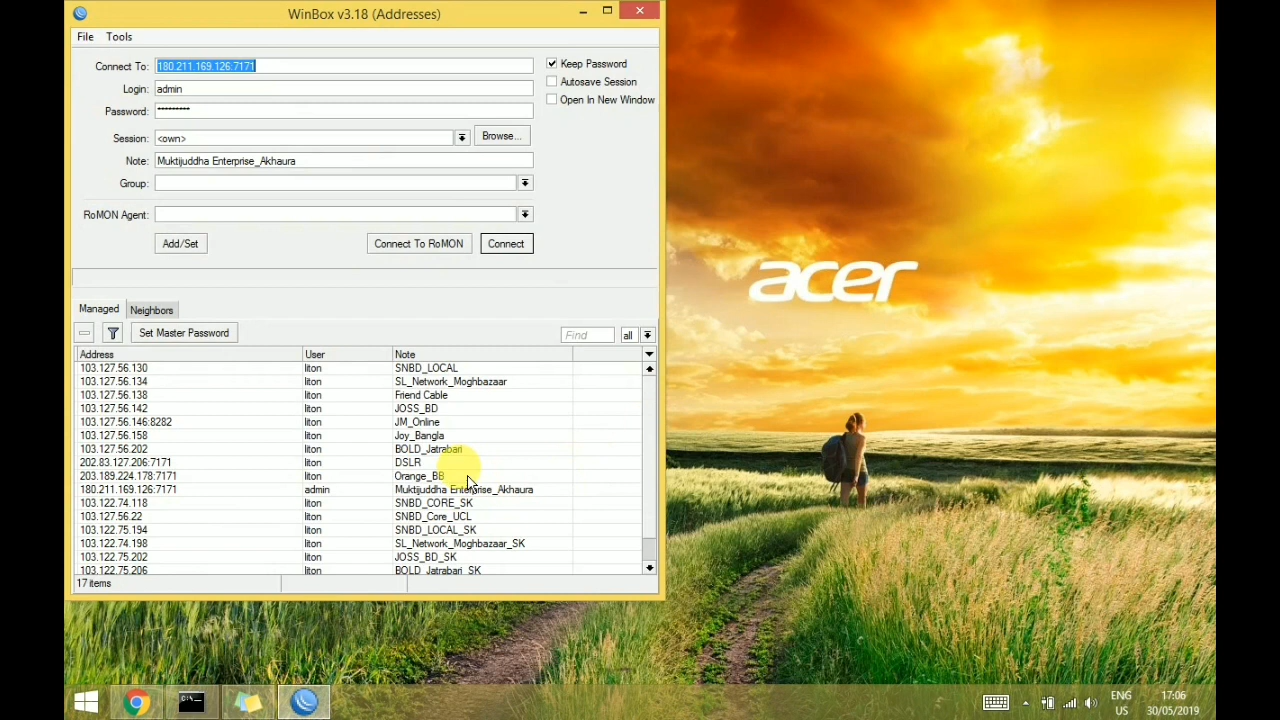 WinBox v3.18 (Addresses)
File Tools
Connect To: 180.211.169.126:7171
Keep Password
Login: admin
Autosave Session
Open In New Window
Password: *********
Session: <own> Browse...
Note: Muktijuddha Enterprise_Akhaura
Group:
RoMON Agent:
Add/Set Connect To RoMON Connect
Managed Neighbors
Set Master Password Find all
Address User Note
103.127.56.130 liton SNBD_LOCAL
103.127.56.134 liton SL_Network_Moghbazaar
103.127.56.138 liton Friend Cable
103.127.56.142 liton JOSS_BD
103.127.56.146:8282 liton JM_Online
103.127.56.158 liton Joy_Bangla
103.127.56.202 liton BOLD_Jatrabari
202.83.127.206:7171 liton DSLR
203.189.224.178:7171 liton Orange_BB
180.211.169.126:7171 admin Muktijuddha Enterprise_Akhaura
103.122.74.118 liton SNBD_CORE_SK
103.127.56.22 liton SNBD_Core_UCL
103.122.75.194 liton SNBD_LOCAL_SK
103.122.74.198 liton SL_Network_Moghbazaar_SK
103.122.75.202 liton JOSS_BD_SK
103.122.75.206 liton BOLD_Jatrabari_SK
17 items
acer
ENG
US
17:06
30/05/2019